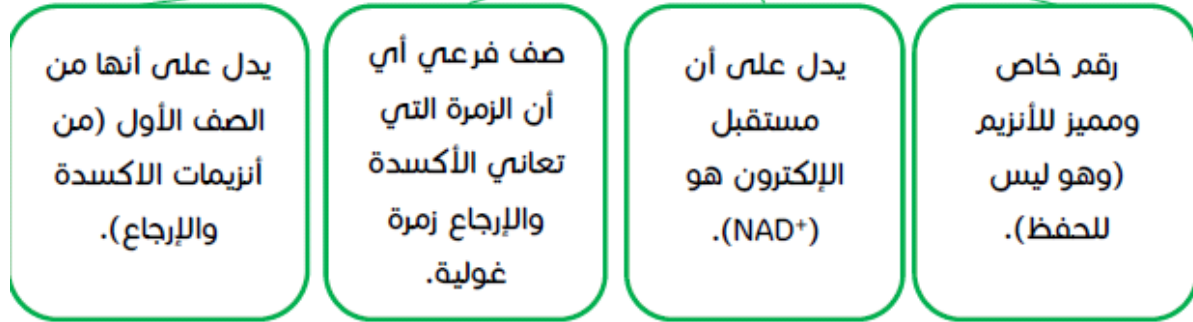 يدل على أنها من
الصف الأول (من
أنزيمات الاكسدة
والإرجاع).
صف فرعي أي
أن الزمرة التي
تعاني الأكسدة
والإرجاع زمرة
غولية.
يدل على أن
مستقبل
الإلكترون هو
(NAD⁺).
رقم خاص
ومميز للأنزيم
(وهو ليس
للحفظ).